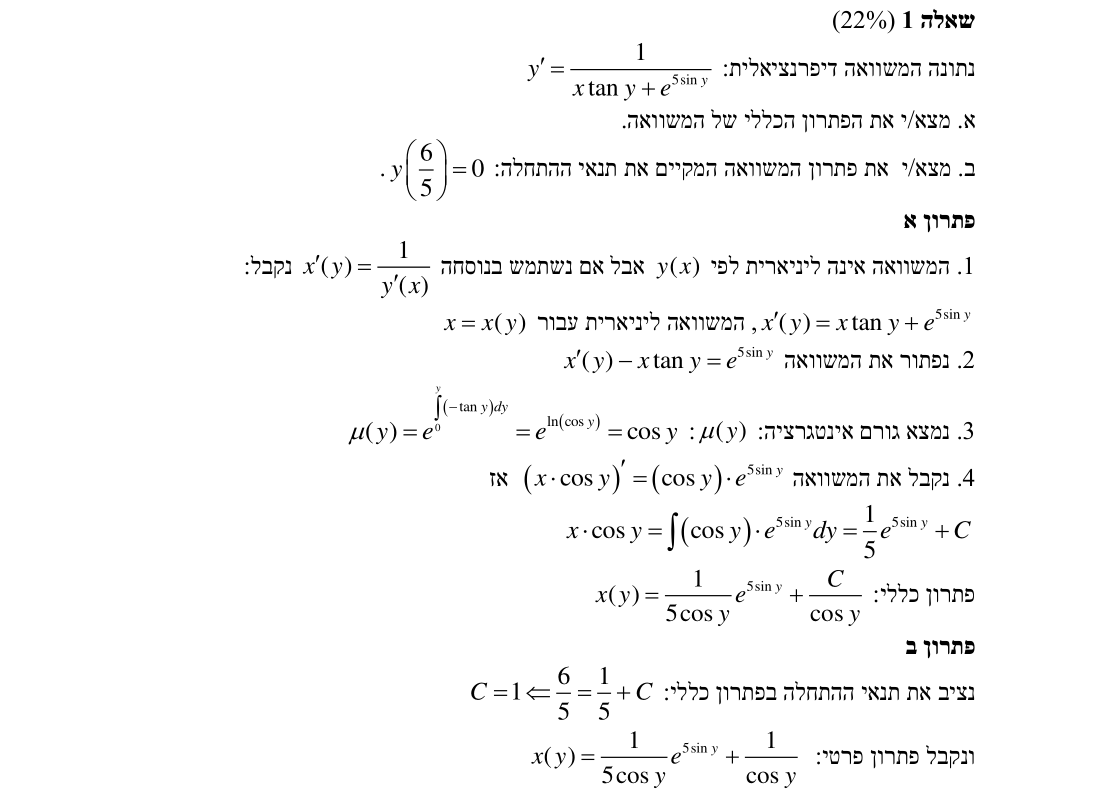 שאלה 1 (22%)
נתונה המשוואה דיפרנציאלית: y′ = 1/(x tan y + e^(5 sin y))
א. מצא/י את הפתרון הכללי של המשוואה.
ב. מצא/י את פתרון המשוואה המקיים את תנאי ההתחלה: y(6/5) = 0 .
פתרון א
1. המשוואה אינה ליניארית לפי y(x) אבל אם נשתמש בנוסחה x′(y) = 1/y′(x) נקבל:
x′(y) = x tan y + e^(5 sin y) , המשוואה ליניארית עבור x = x(y)
2. נפתור את המשוואה x′(y) − x tan y = e^(5 sin y)
3. נמצא גורם אינטגרציה: μ(y) : μ(y) = e^(∫_0^y (−tan y)dy) = e^(ln(cos y)) = cos y
4. נקבל את המשוואה (x · cos y)′ = (cos y) · e^(5 sin y) אז
x · cos y = ∫(cos y) · e^(5 sin y) dy = 1/5 e^(5 sin y) + C
פתרון כללי: x(y) = 1/(5 cos y) e^(5 sin y) + C/(cos y)
פתרון ב
נציב את תנאי ההתחלה בפתרון כללי: C = 1 ⇐ 6/5 = 1/5 + C
ונקבל פתרון פרטי: x(y) = 1/(5 cos y) e^(5 sin y) + 1/(cos y)